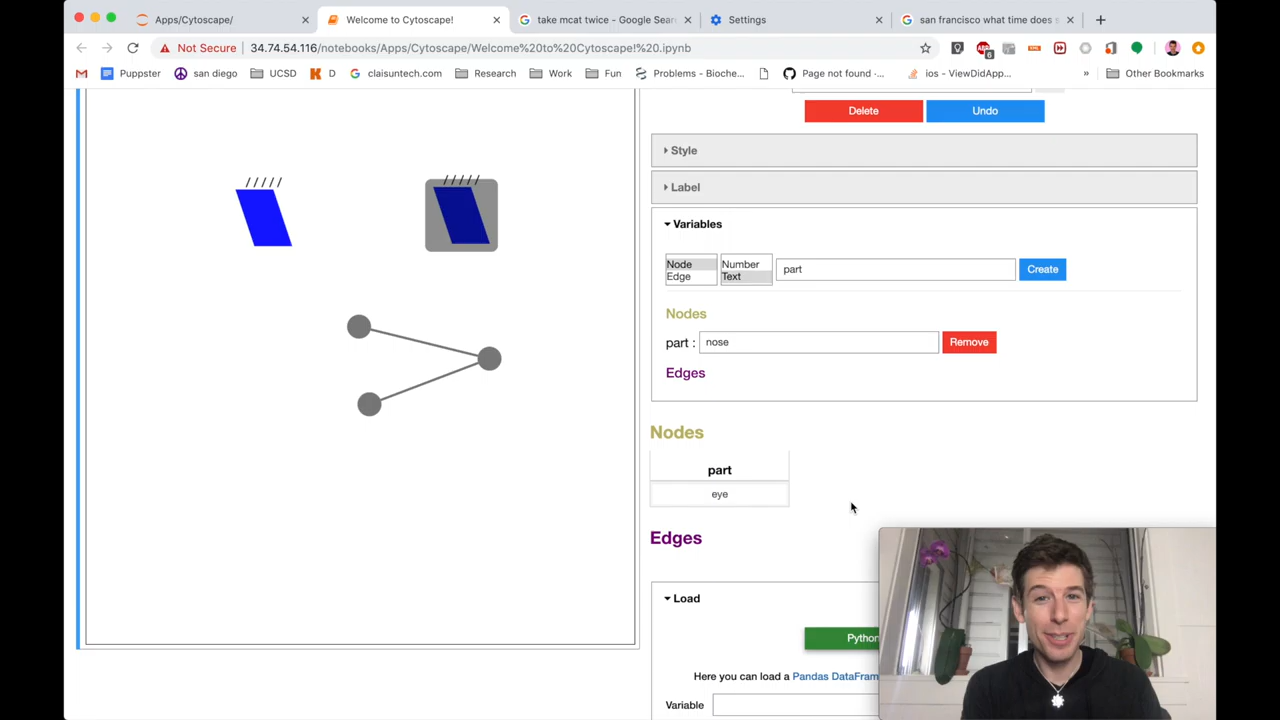 Apps/Cytoscape/
Welcome to Cytoscape!
take mcat twice - Google Sear
Settings
san francisco what time does s
Not Secure
34.74.54.116/notebooks/Apps/Cytoscape/Welcome%20to%20Cytoscape!%20.ipynb
6
Puppster
san diego
UCSD
D
claisuntech.com
Research
Work
Fun
Problems - Bioche...
Page not found ·...
ios - ViewDidApp...
»
Other Bookmarks
Delete
Undo
Style
Label
Variables
Node
Edge
Number
Text
part
Create
Nodes
part :
nose
Remove
Edges
Nodes
part
eye
Edges
Load
Python
Here you can load a Pandas DataFram
Variable